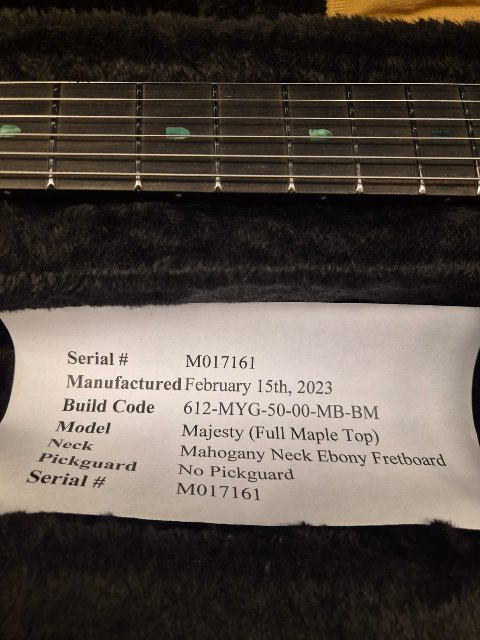 Serial # M017161
Manufactured February 15th, 2023
Build Code 612-MYG-50-00-MB-BM
Model Majesty (Full Maple Top)
Neck Mahogany Neck Ebony Fretboard
Pickguard No Pickguard
Serial # M017161